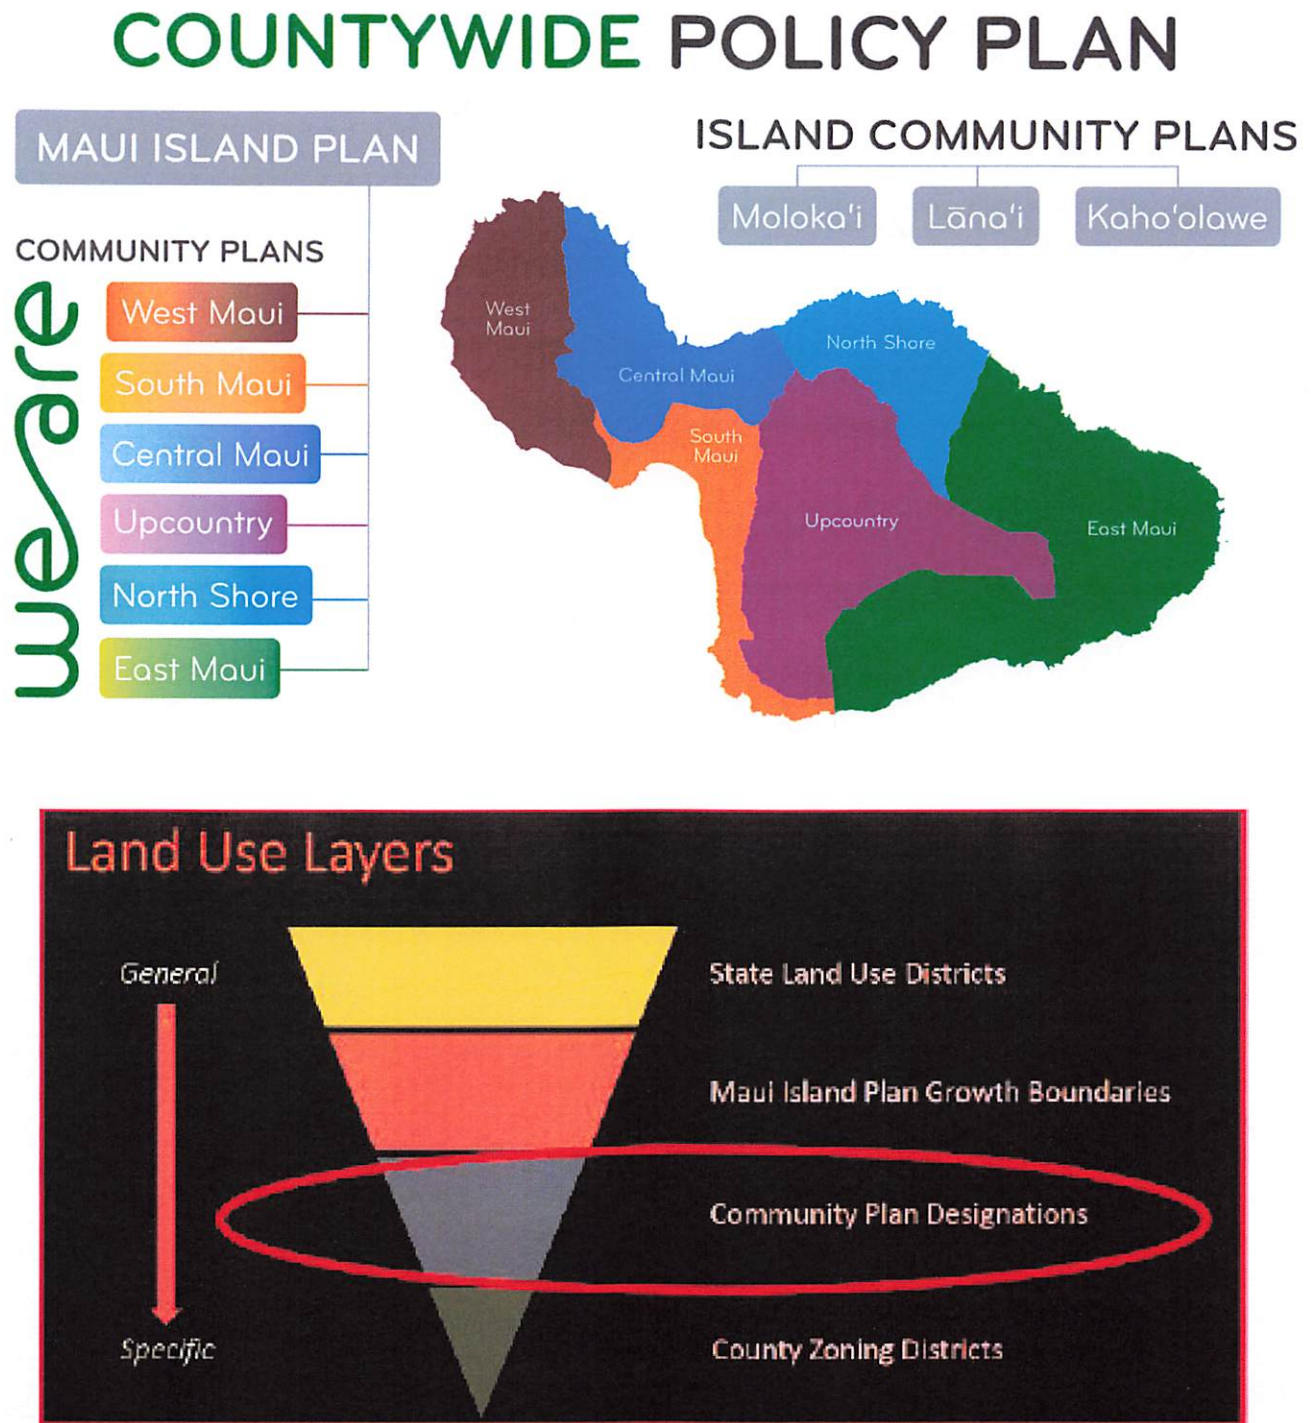 COUNTYWIDE POLICY PLAN
MAUI ISLAND PLAN
COMMUNITY PLANS
we are
West Maui
South Maui
Central Maui
Upcountry
North Shore
East Maui
ISLAND COMMUNITY PLANS
Moloka‘i
Lāna‘i
Kaho‘olawe
West
Maui
Central Maui
North Shore
South
Maui
Upcountry
East Maui
Land Use Layers
General
Specific
State Land Use Districts
Maui Island Plan Growth Boundaries
Community Plan Designations
County Zoning Districts